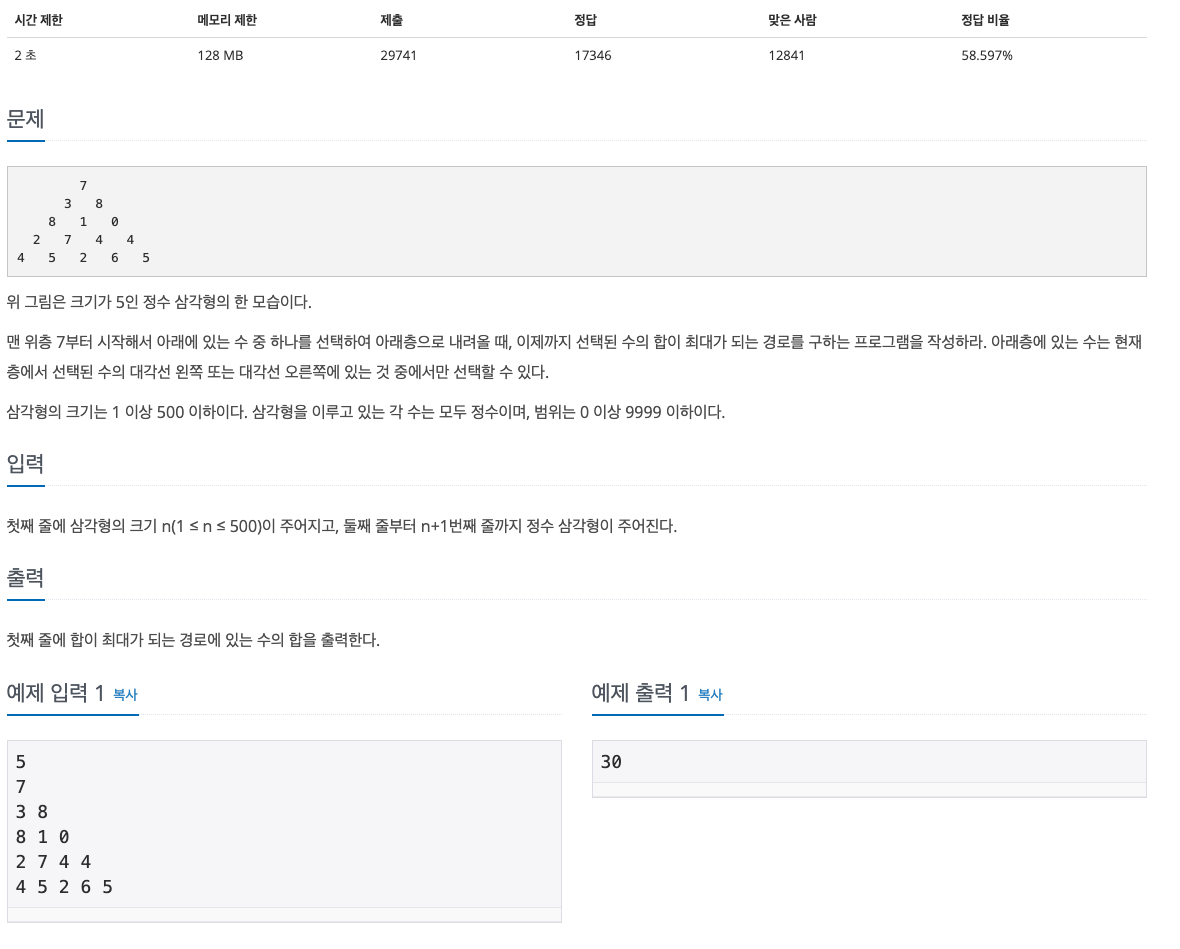 시간 제한 메모리 제한 제출 정답 맞은 사람 정답 비율
2 초 128 MB 29741 17346 12841 58.597%
문제
7
3 8
8 1 0
2 7 4 4
4 5 2 6 5
위 그림은 크기가 5인 정수 삼각형의 한 모습이다.
맨 위층 7부터 시작해서 아래에 있는 수 중 하나를 선택하여 아래층으로 내려올 때, 이제까지 선택된 수의 합이 최대가 되는 경로를 구하는 프로그램을 작성하라. 아래층에 있는 수는 현재
층에서 선택된 수의 대각선 왼쪽 또는 대각선 오른쪽에 있는 것 중에서만 선택할 수 있다.
삼각형의 크기는 1 이상 500 이하이다. 삼각형을 이루고 있는 각 수는 모두 정수이며, 범위는 0 이상 9999 이하이다.
입력
첫째 줄에 삼각형의 크기 n(1 ≤ n ≤ 500)이 주어지고, 둘째 줄부터 n+1번째 줄까지 정수 삼각형이 주어진다.
출력
첫째 줄에 합이 최대가 되는 경로에 있는 수의 합을 출력한다.
예제 입력 1 복사
5
7
3 8
8 1 0
2 7 4 4
4 5 2 6 5
예제 출력 1 복사
30